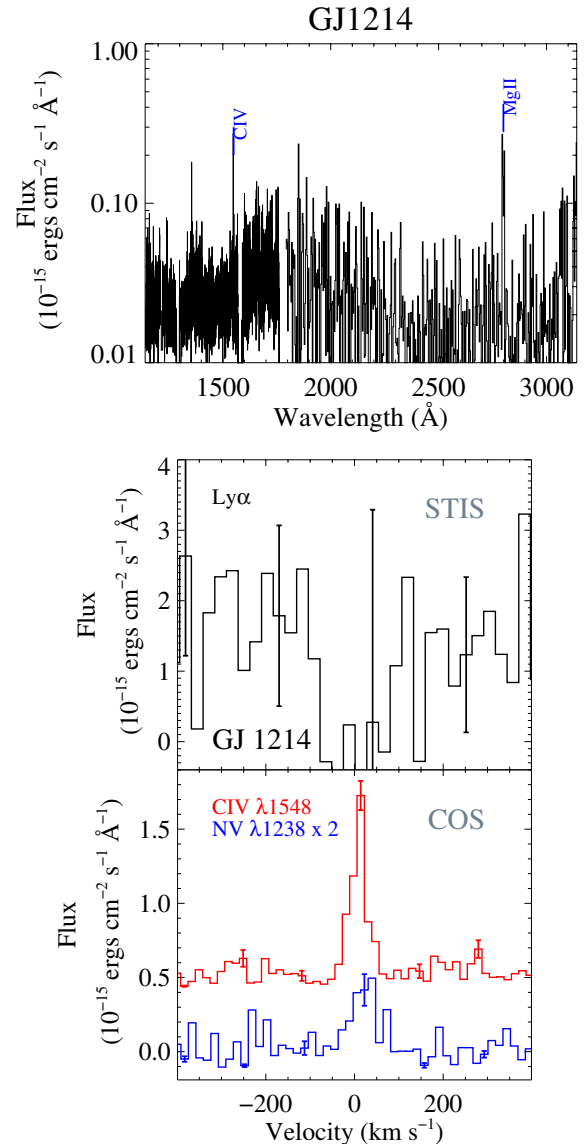 GJ1214
1.00
0.10
0.01
Flux
(10⁻¹⁵ ergs cm⁻² s⁻¹ Å⁻¹)
CIV
MgII
1500 2000 2500 3000
Wavelength (Å)
4
3
2
1
0
Flux
(10⁻¹⁵ ergs cm⁻² s⁻¹ Å⁻¹)
Lyα
STIS
GJ 1214
1.5
1.0
0.5
0.0
Flux
(10⁻¹⁵ ergs cm⁻² s⁻¹ Å⁻¹)
CIV λ1548
NV λ1238 x 2
COS
−200 0 200
Velocity (km s⁻¹)